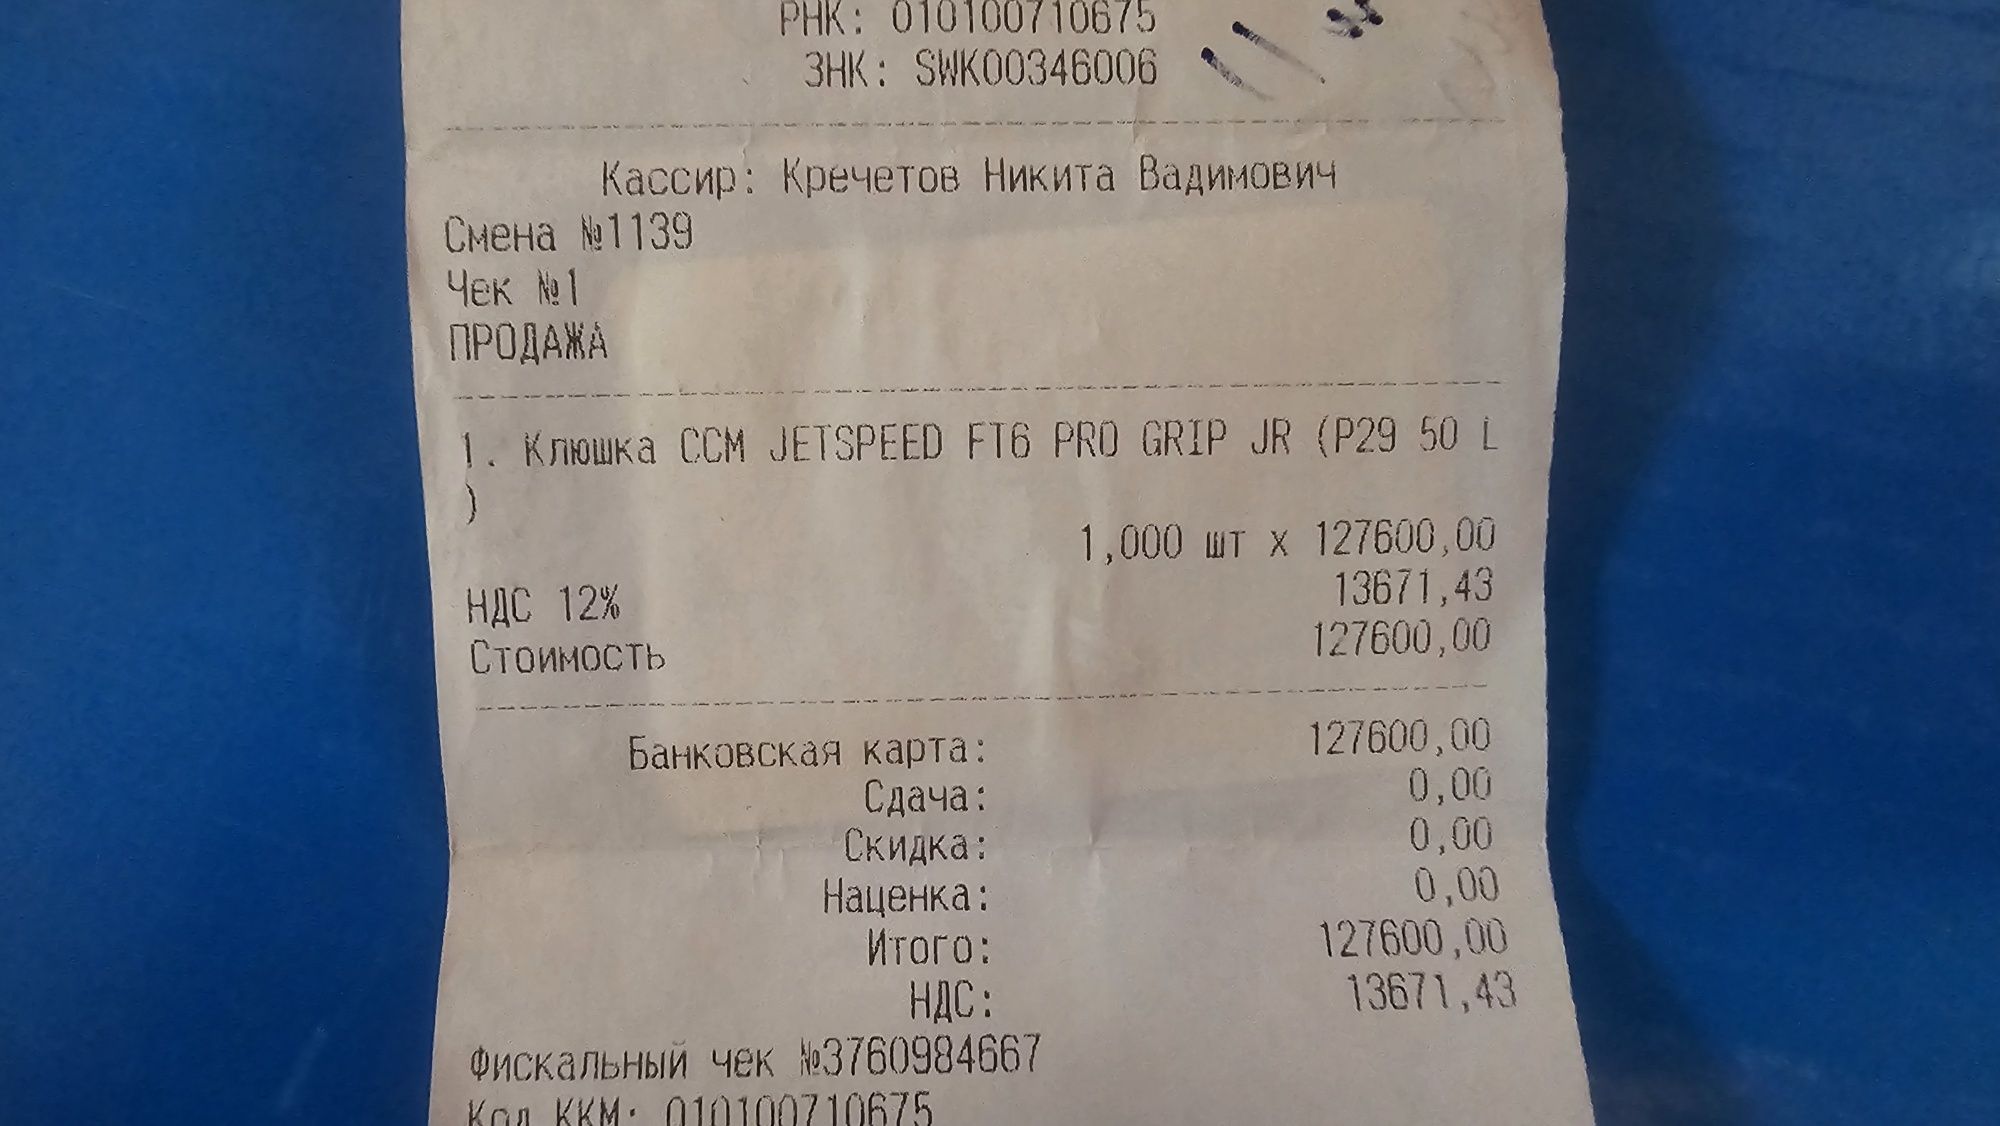 РНК: 010100710675
ЗНК: SWK00346006
Кассир: Кречетов Никита Вадимович
Смена №1139
Чек №1
ПРОДАЖА
1. Клюшка CCM JETSPEED FT6 PRO GRIP JR (P29 50 L
)
1,000 шт x 127600,00
НДС 12% 13671,43
Стоимость 127600,00
Банковская карта: 127600,00
Сдача: 0,00
Скидка: 0,00
Наценка: 0,00
Итого: 127600,00
НДС: 13671,43
Фискальный чек №3760984667
Код ККМ: 010100710675